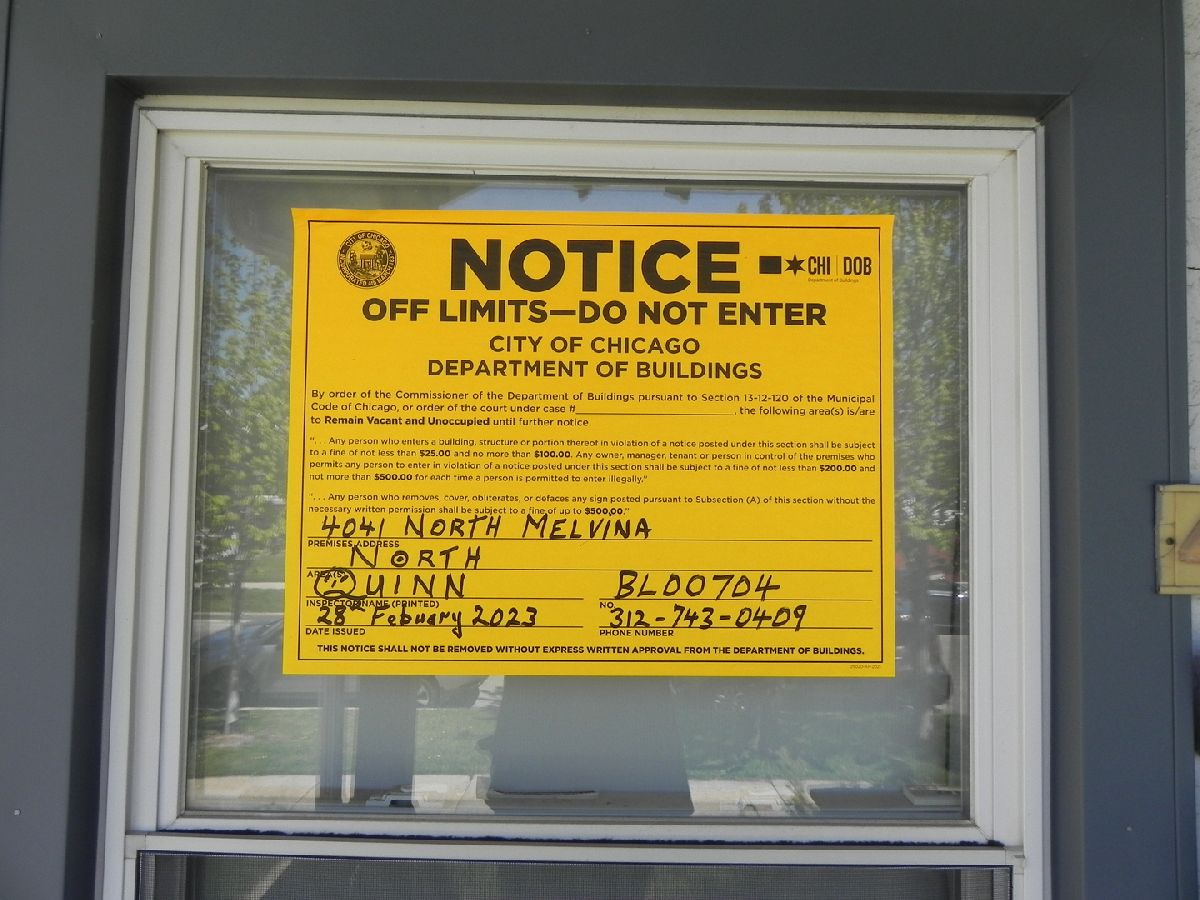 NOTICE
CHI | DOB
Department of Buildings
OFF LIMITS—DO NOT ENTER
CITY OF CHICAGO
DEPARTMENT OF BUILDINGS
By order of the Commissioner of the Department of Buildings pursuant to Section 13-12-120 of the Municipal
Code of Chicago, or order of the court under case #____________________, the following area(s) is/are
to Remain Vacant and Unoccupied until further notice
“. . . Any person who enters a building, structure or portion thereof in violation of a notice posted under this section shall be subject
to a fine of not less than $25.00 and no more than $100.00. Any owner, manager, tenant or person in control of the premises who
permits any person to enter in violation of a notice posted under this section shall be subject to a fine of not less than $200.00 and
not more than $500.00 for each time a person is permitted to enter illegally.”
“. . . Any person who removes, cover, obliterates, or defaces any sign posted pursuant to Subsection (A) of this section without the
necessary written permission shall be subject to a fine of up to $500.00.”
4041 NORTH MELVINA
PREMISES ADDRESS
NORTH
AREA(S)
QUINN BL00704
INSPECTOR NAME (PRINTED) NO.
28th Febuary 2023 312-743-0409
DATE ISSUED PHONE NUMBER
THIS NOTICE SHALL NOT BE REMOVED WITHOUT EXPRESS WRITTEN APPROVAL FROM THE DEPARTMENT OF BUILDINGS.